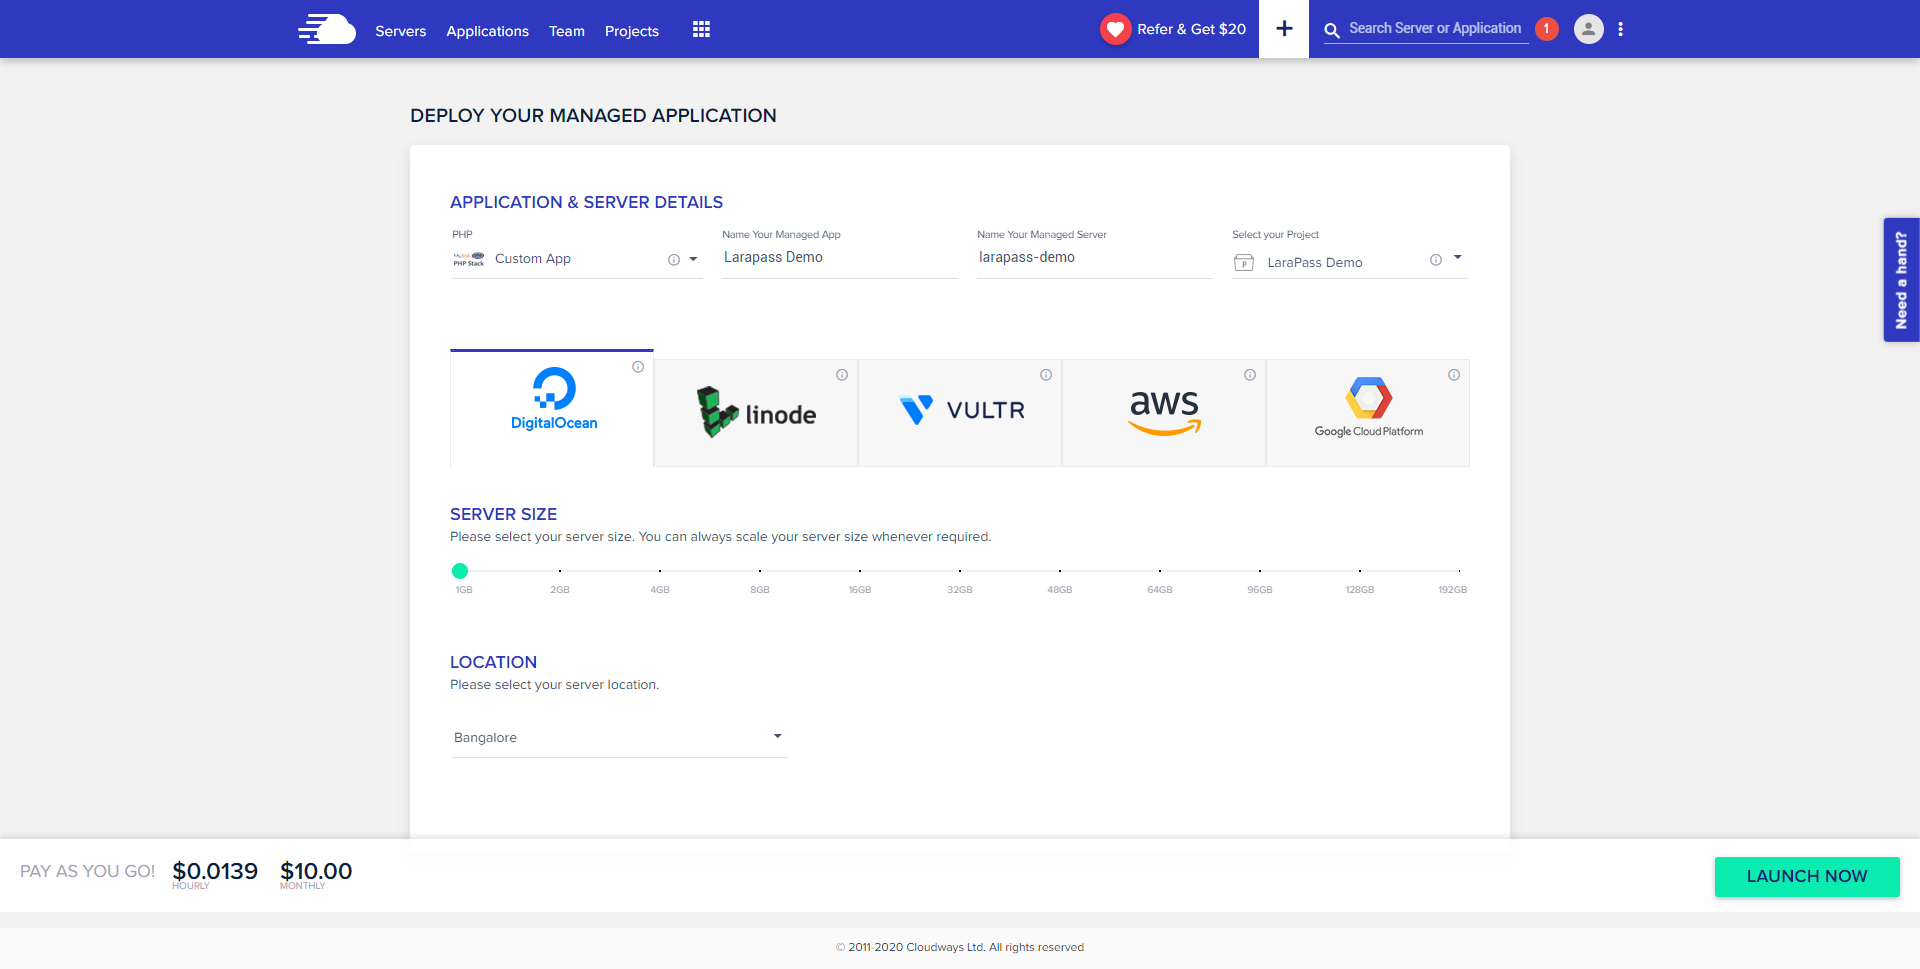 Servers Applications Team Projects
Refer & Get $20
+
Search Server or Application
1
DEPLOY YOUR MANAGED APPLICATION
APPLICATION & SERVER DETAILS
PHP
Name Your Managed App
Name Your Managed Server
Select your Project
MySQL
PHP Stack
Custom App
Larapass Demo
larapass-demo
LaraPass Demo
Need a hand?
DigitalOcean
linode
VULTR
aws
Google Cloud Platform
SERVER SIZE
Please select your server size. You can always scale your server size whenever required.
1GB 2GB 4GB 8GB 16GB 32GB 48GB 64GB 96GB 128GB 192GB
LOCATION
Please select your server location.
Bangalore
PAY AS YOU GO! $0.0139 $10.00
HOURLY MONTHLY
LAUNCH NOW
© 2011-2020 Cloudways Ltd. All rights reserved